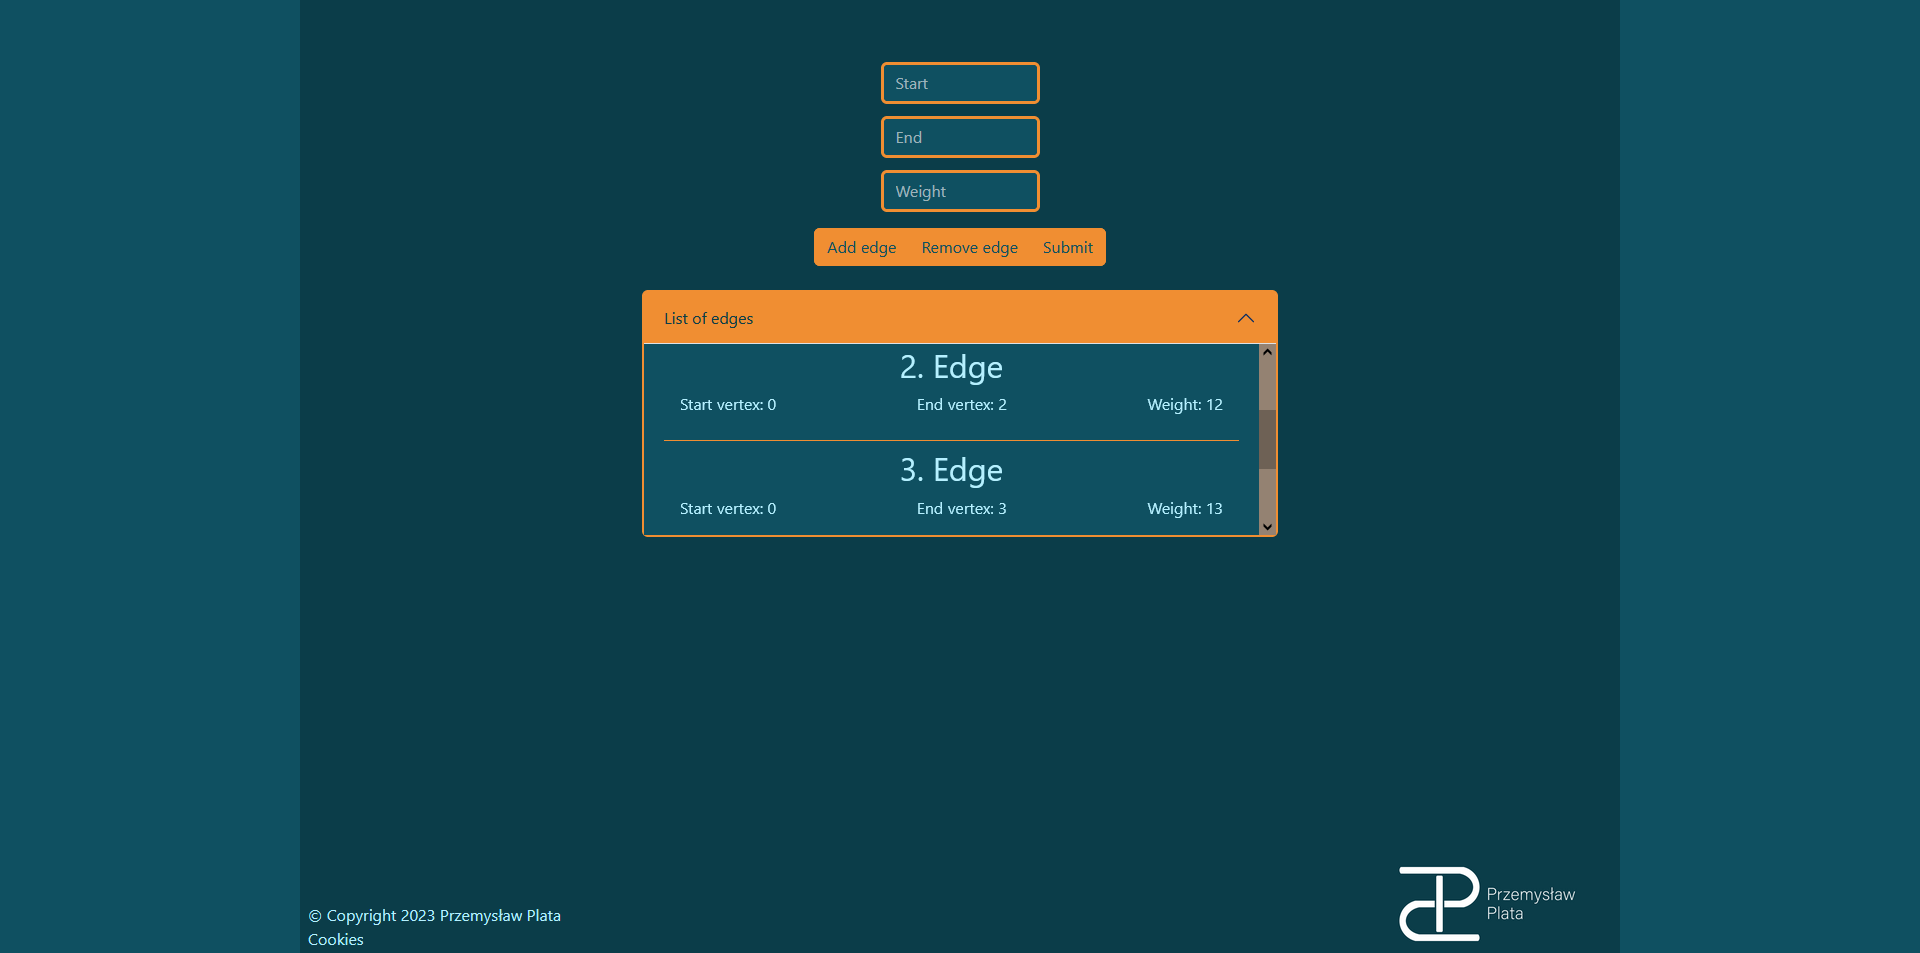 Start
End
Weight
Add edge Remove edge Submit
List of edges
2. Edge
Start vertex: 0 End vertex: 2 Weight: 12
3. Edge
Start vertex: 0 End vertex: 3 Weight: 13
Przemysław
Plata
© Copyright 2023 Przemysław Plata
Cookies